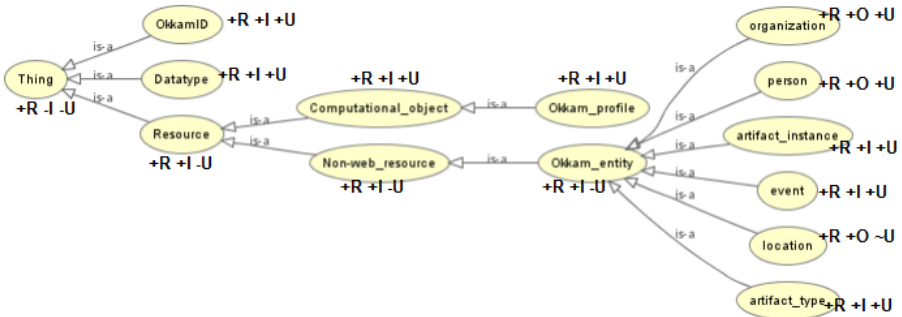 OkkamID +R +I +U
is-a
Thing
+R -I -U
is-a
Datatype +R +I +U
is-a
Resource
+R +I -U
is-a
+R +I +U
Computational_object
is-a
+R +I +U
Okkam_profile
is-a
Non-web_resource
+R +I -U
is-a
Okkam_entity
+R +I -U
is-a
organization +R +O +U
is-a
person +R +O +U
is-a
artifact_instance +R +I +U
is-a
event +R +I +U
is-a
location +R +O ~U
is-a
artifact_type +R +I +U